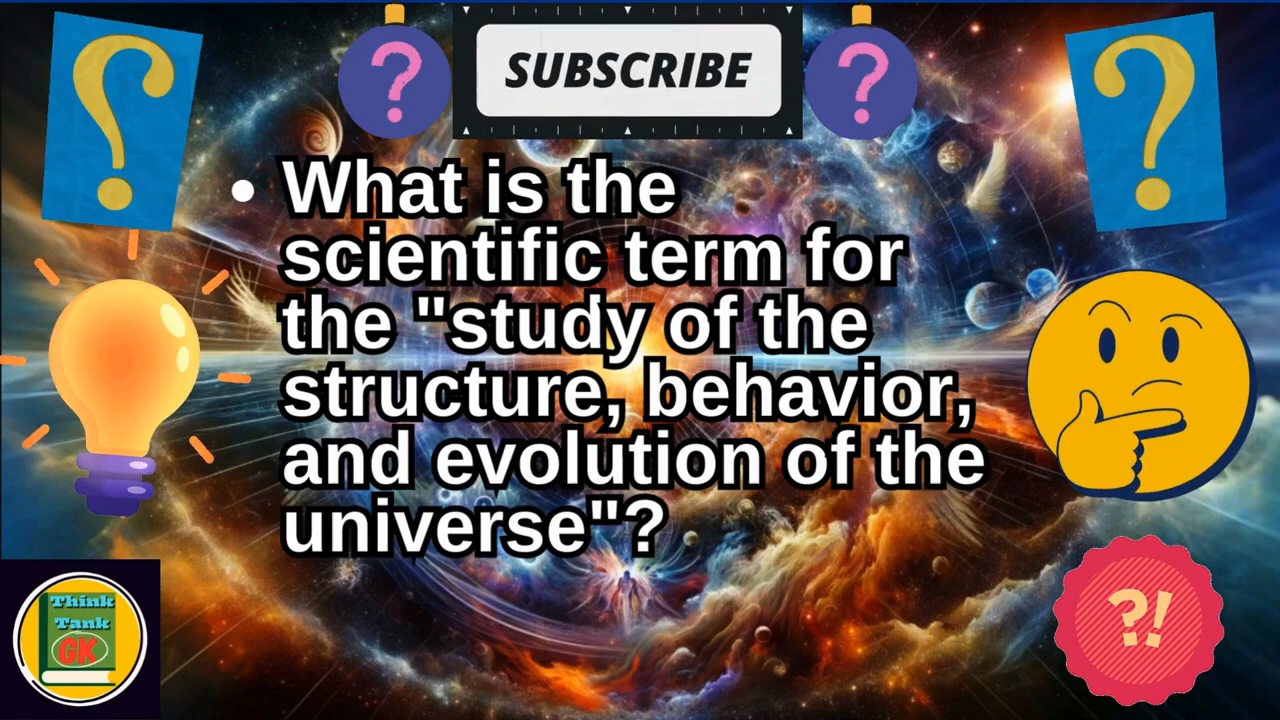 ?
?
SUBSCRIBE
?
?
• What is the
scientific term for
the "study of the
structure, behavior,
and evolution of the
universe"?
Think
Tank
GK
?!